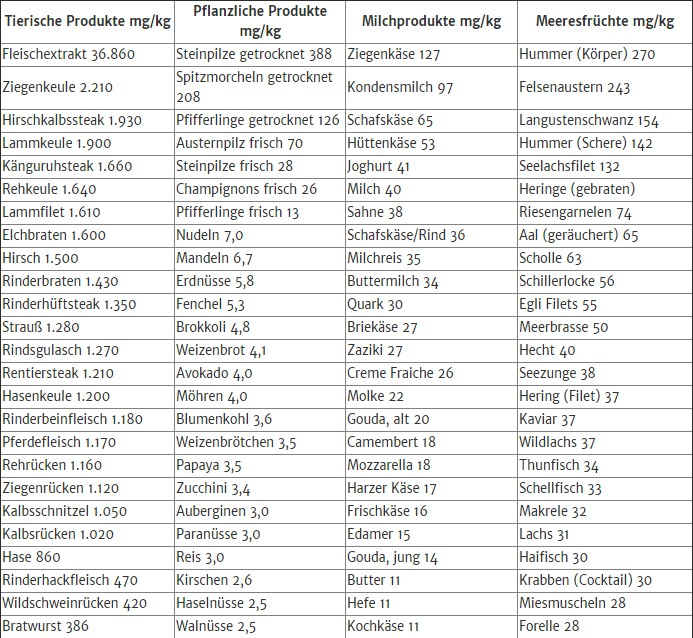 Tierische Produkte mg/kg Pflanzliche Produkte mg/kg Milchprodukte mg/kg Meeresfrüchte mg/kg
Fleischextrakt 36.860 Steinpilze getrocknet 388 Ziegenkäse 127 Hummer (Körper) 270
Ziegenkeule 2.210 Spitzmorcheln getrocknet 208 Kondensmilch 97 Felsenaustern 243
Hirschkalbssteak 1.930 Pfifferlinge getrocknet 126 Schafskäse 65 Langustenschwanz 154
Lammkeule 1.900 Austernpilz frisch 70 Hüttenkäse 53 Hummer (Schere) 142
Känguruhsteak 1.660 Steinpilze frisch 28 Joghurt 41 Seelachsfilet 132
Rehkeule 1.640 Champignons frisch 26 Milch 40 Heringe (gebraten)
Lammfilet 1.610 Pfifferlinge frisch 13 Sahne 38 Riesengarnelen 74
Elchbraten 1.600 Nudeln 7,0 Schafskäse/Rind 36 Aal (geräuchert) 65
Hirsch 1.500 Mandeln 6,7 Milchreis 35 Scholle 63
Rinderbraten 1.430 Erdnüsse 5,8 Buttermilch 34 Schillerlocke 56
Rinderhüftsteak 1.350 Fenchel 5,3 Quark 30 Egli Filets 55
Strauß 1.280 Brokkoli 4,8 Briekäse 27 Meerbrasse 50
Rindsgulasch 1.270 Weizenbrot 4,1 Zaziki 27 Hecht 40
Rentiersteak 1.210 Avokado 4,0 Creme Fraiche 26 Seezunge 38
Hasenkeule 1.200 Möhren 4,0 Molke 22 Hering (Filet) 37
Rinderbeinfleisch 1.180 Blumenkohl 3,6 Gouda, alt 20 Kaviar 37
Pferdefleisch 1.170 Weizenbrötchen 3,5 Camembert 18 Wildlachs 37
Rehrücken 1.160 Papaya 3,5 Mozzarella 18 Thunfisch 34
Ziegenrücken 1.120 Zucchini 3,4 Harzer Käse 17 Schellfisch 33
Kalbsschnitzel 1.050 Auberginen 3,0 Frischkäse 16 Makrele 32
Kalbsrücken 1.020 Paranüsse 3,0 Edamer 15 Lachs 31
Hase 860 Reis 3,0 Gouda, jung 14 Haifisch 30
Rinderhackfleisch 470 Kirschen 2,6 Butter 11 Krabben (Cocktail) 30
Wildschweinrücken 420 Haselnüsse 2,5 Hefe 11 Miesmuscheln 28
Bratwurst 386 Walnüsse 2,5 Kochkäse 11 Forelle 28